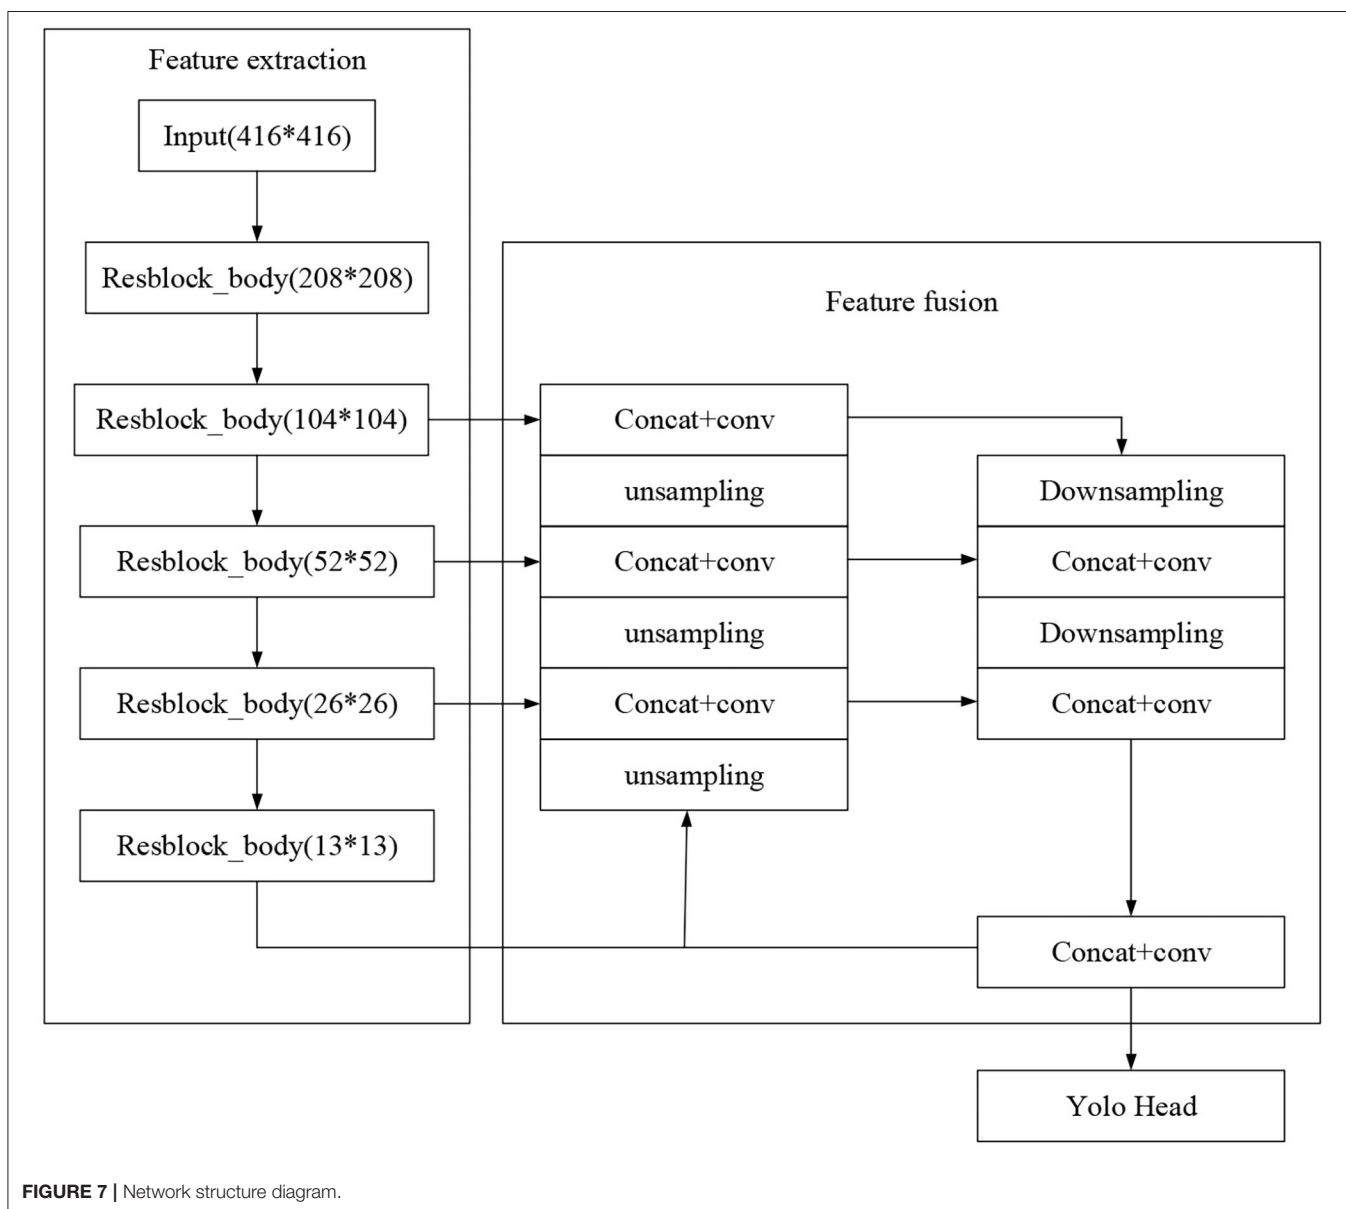 Feature extraction
Input(416*416)
Resblock_body(208*208)
Resblock_body(104*104)
Resblock_body(52*52)
Resblock_body(26*26)
Resblock_body(13*13)
Feature fusion
Concat+conv
unsampling
Concat+conv
unsampling
Concat+conv
unsampling
Downsampling
Concat+conv
Downsampling
Concat+conv
Concat+conv
Yolo Head
FIGURE 7 | Network structure diagram.